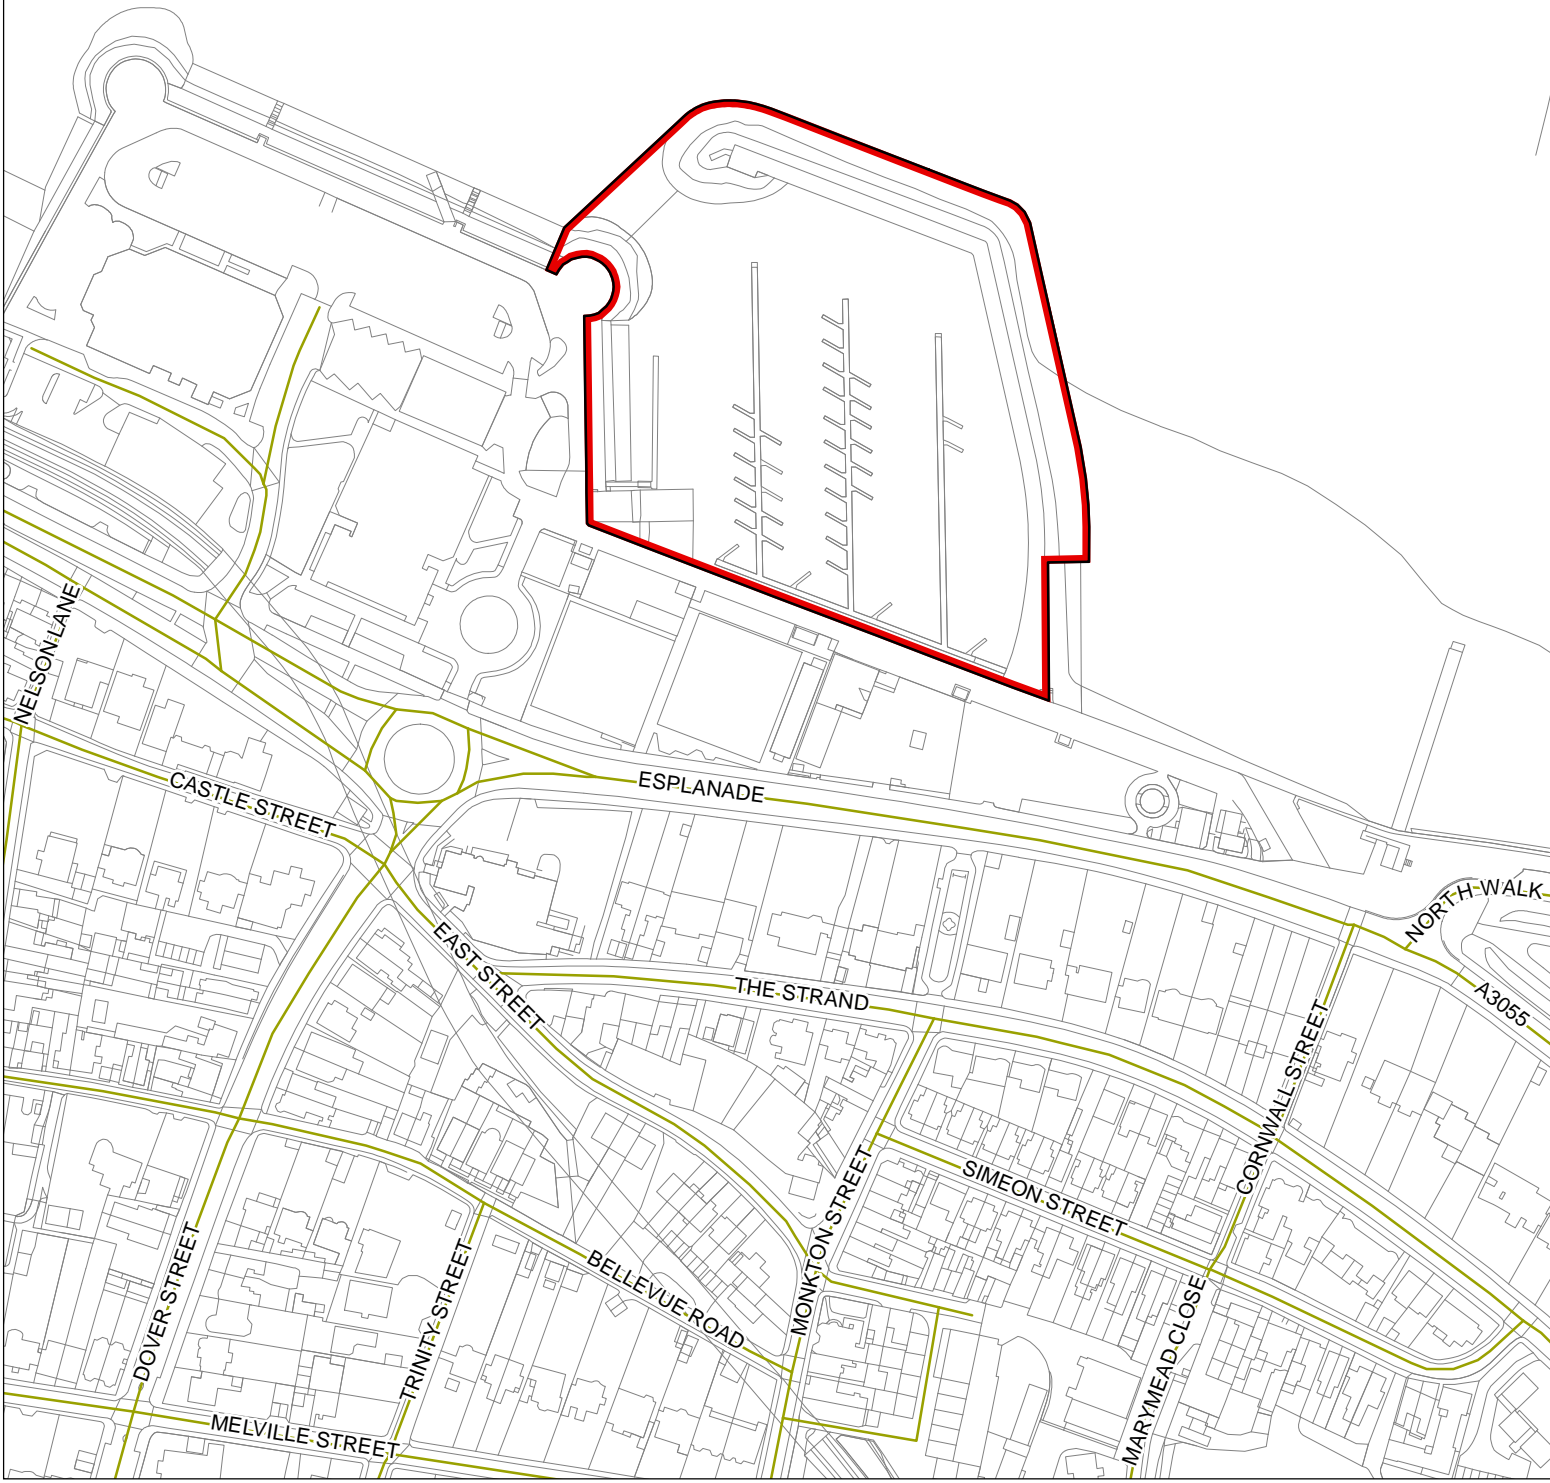 NELSON LANE
CASTLE STREET
ESPLANADE
NORTH WALK
EAST STREET
THE STRAND
A3055
CORNWALL STREET
MONKTON STREET
SIMEON STREET
DOVER STREET
TRINITY STREET
BELLEVUE ROAD
MARYMEAD CLOSE
MELVILLE STREET